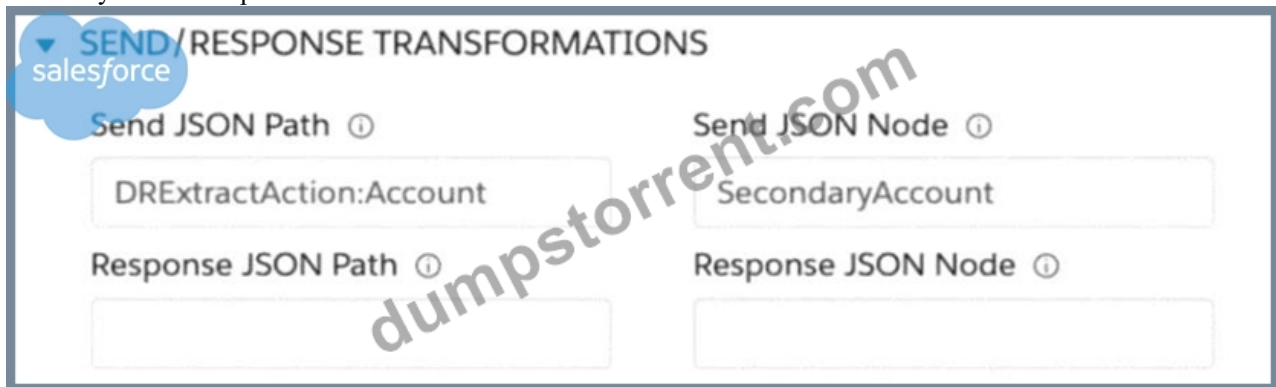 SEND/RESPONSE TRANSFORMATIONS
salesforce
Send JSON Path ⓘ
Send JSON Node ⓘ
DRExtractAction:Account
SecondaryAccount
Response JSON Path ⓘ
Response JSON Node ⓘ
dumpstorrent.com